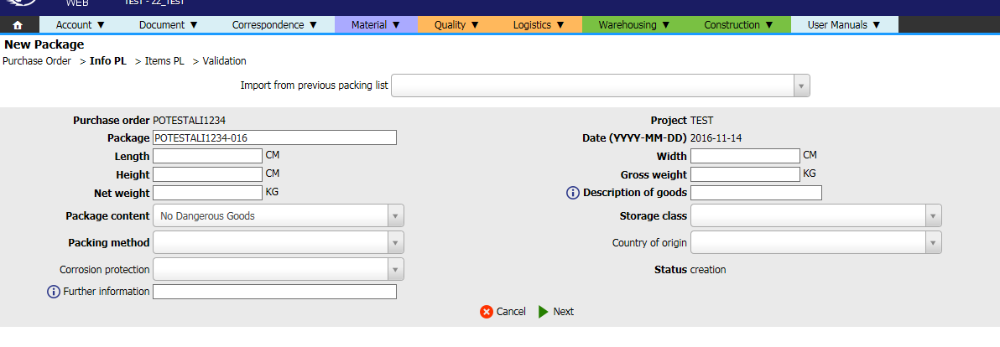 WEB TEST - ZZ_TEST
Account ▼ Document ▼ Correspondence ▼ Material ▼ Quality ▼ Logistics ▼ Warehousing ▼ Construction ▼ User Manuals ▼
New Package
Purchase Order > Info PL > Items PL > Validation
Import from previous packing list
Purchase order POTESTALI1234 Project TEST
Package POTESTALI1234-016 Date (YYYY-MM-DD) 2016-11-14
Length CM Width CM
Height CM Gross weight KG
Net weight KG Description of goods
Package content No Dangerous Goods Storage class
Packing method Country of origin
Corrosion protection Status creation
Further information
Cancel Next